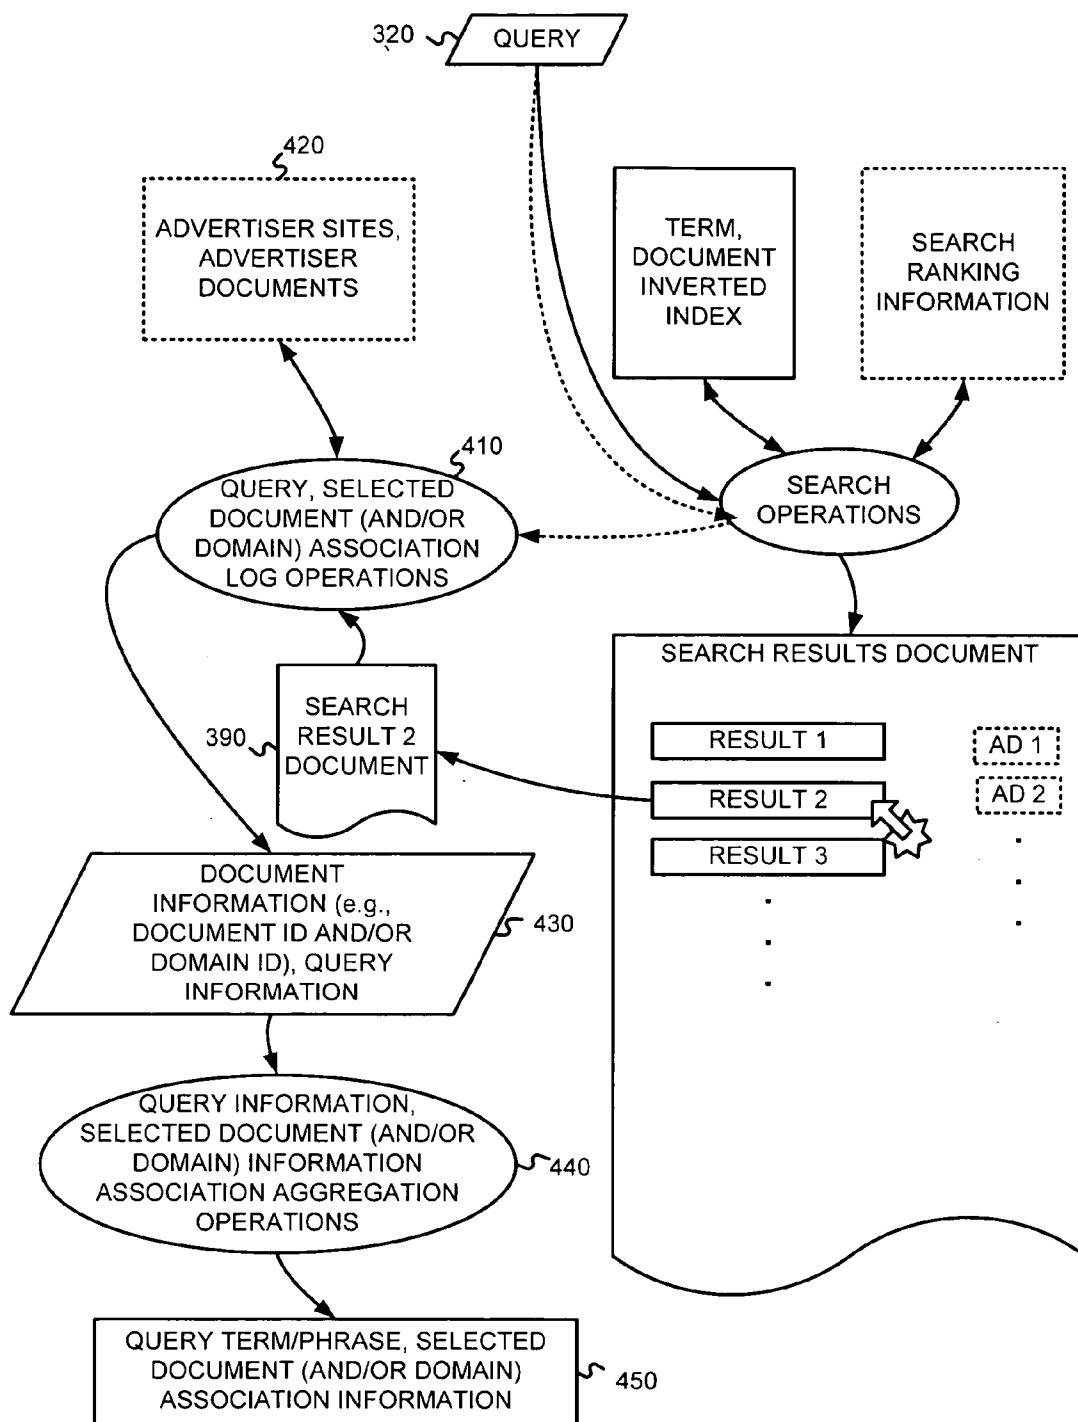 320
QUERY
420
ADVERTISER SITES,
ADVERTISER
DOCUMENTS
TERM,
DOCUMENT
INVERTED
INDEX
SEARCH
RANKING
INFORMATION
410
QUERY, SELECTED
DOCUMENT (AND/OR
DOMAIN) ASSOCIATION
LOG OPERATIONS
SEARCH
OPERATIONS
SEARCH RESULTS DOCUMENT
390
SEARCH
RESULT 2
DOCUMENT
RESULT 1
AD 1
RESULT 2
AD 2
RESULT 3
DOCUMENT
INFORMATION (e.g.,
DOCUMENT ID AND/OR
DOMAIN ID), QUERY
INFORMATION
430
QUERY INFORMATION,
SELECTED DOCUMENT (AND/OR
DOMAIN) INFORMATION
ASSOCIATION AGGREGATION
OPERATIONS
440
QUERY TERM/PHRASE, SELECTED
DOCUMENT (AND/OR DOMAIN)
ASSOCIATION INFORMATION
450